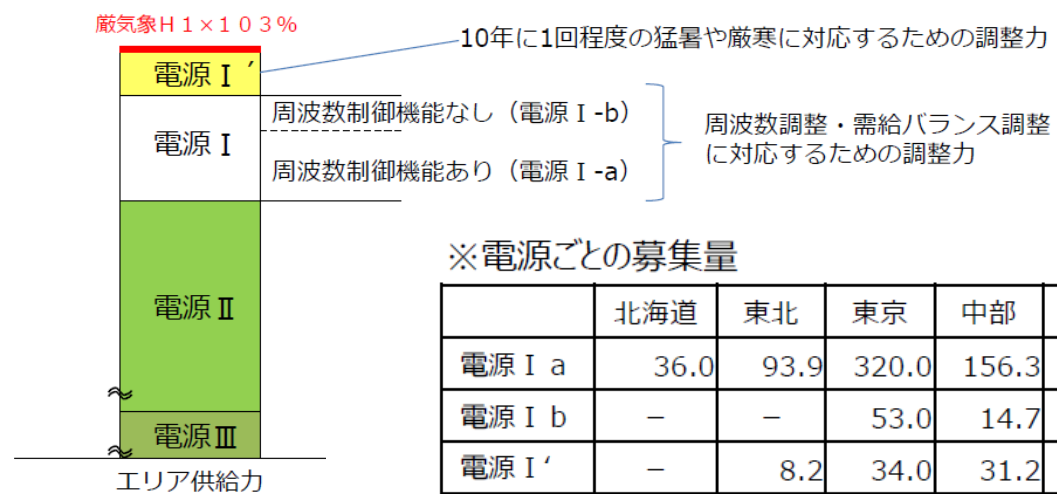 厳気象H1×103%
10年に1回程度の猛暑や厳寒に対応するための調整力
電源Ⅰ´
周波数制御機能なし(電源Ⅰ-b)
電源Ⅰ
周波数制御機能あり(電源Ⅰ-a)
周波数調整・需給バランス調整
に対応するための調整力
電源Ⅱ
電源Ⅲ
エリア供給力
※電源ごとの募集量
北海道 東北 東京 中部
電源Ⅰa 36.0 93.9 320.0 156.3
電源Ⅰb − − 53.0 14.7
電源Ⅰ‘ − 8.2 34.0 31.2